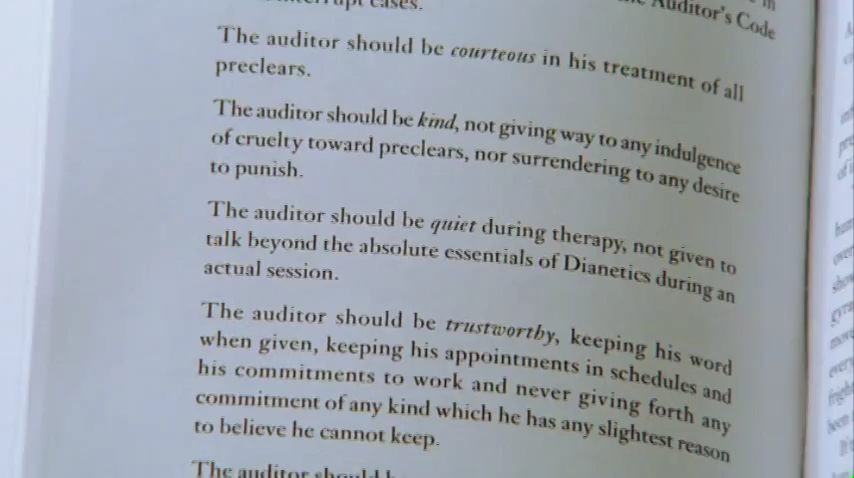 cases.
Auditor's Code
The auditor should be courteous in his treatment of all
preclears.
The auditor should be kind, not giving way to any indulgence
of cruelty toward preclears, nor surrendering to any desire
to punish.
The auditor should be quiet during therapy, not given to
talk beyond the absolute essentials of Dianetics during an
actual session.
The auditor should be trustworthy, keeping his word
when given, keeping his appointments in schedules and
his commitments to work and never giving forth any
commitment of any kind which he has any slightest reason
to believe he cannot keep.
The auditor should